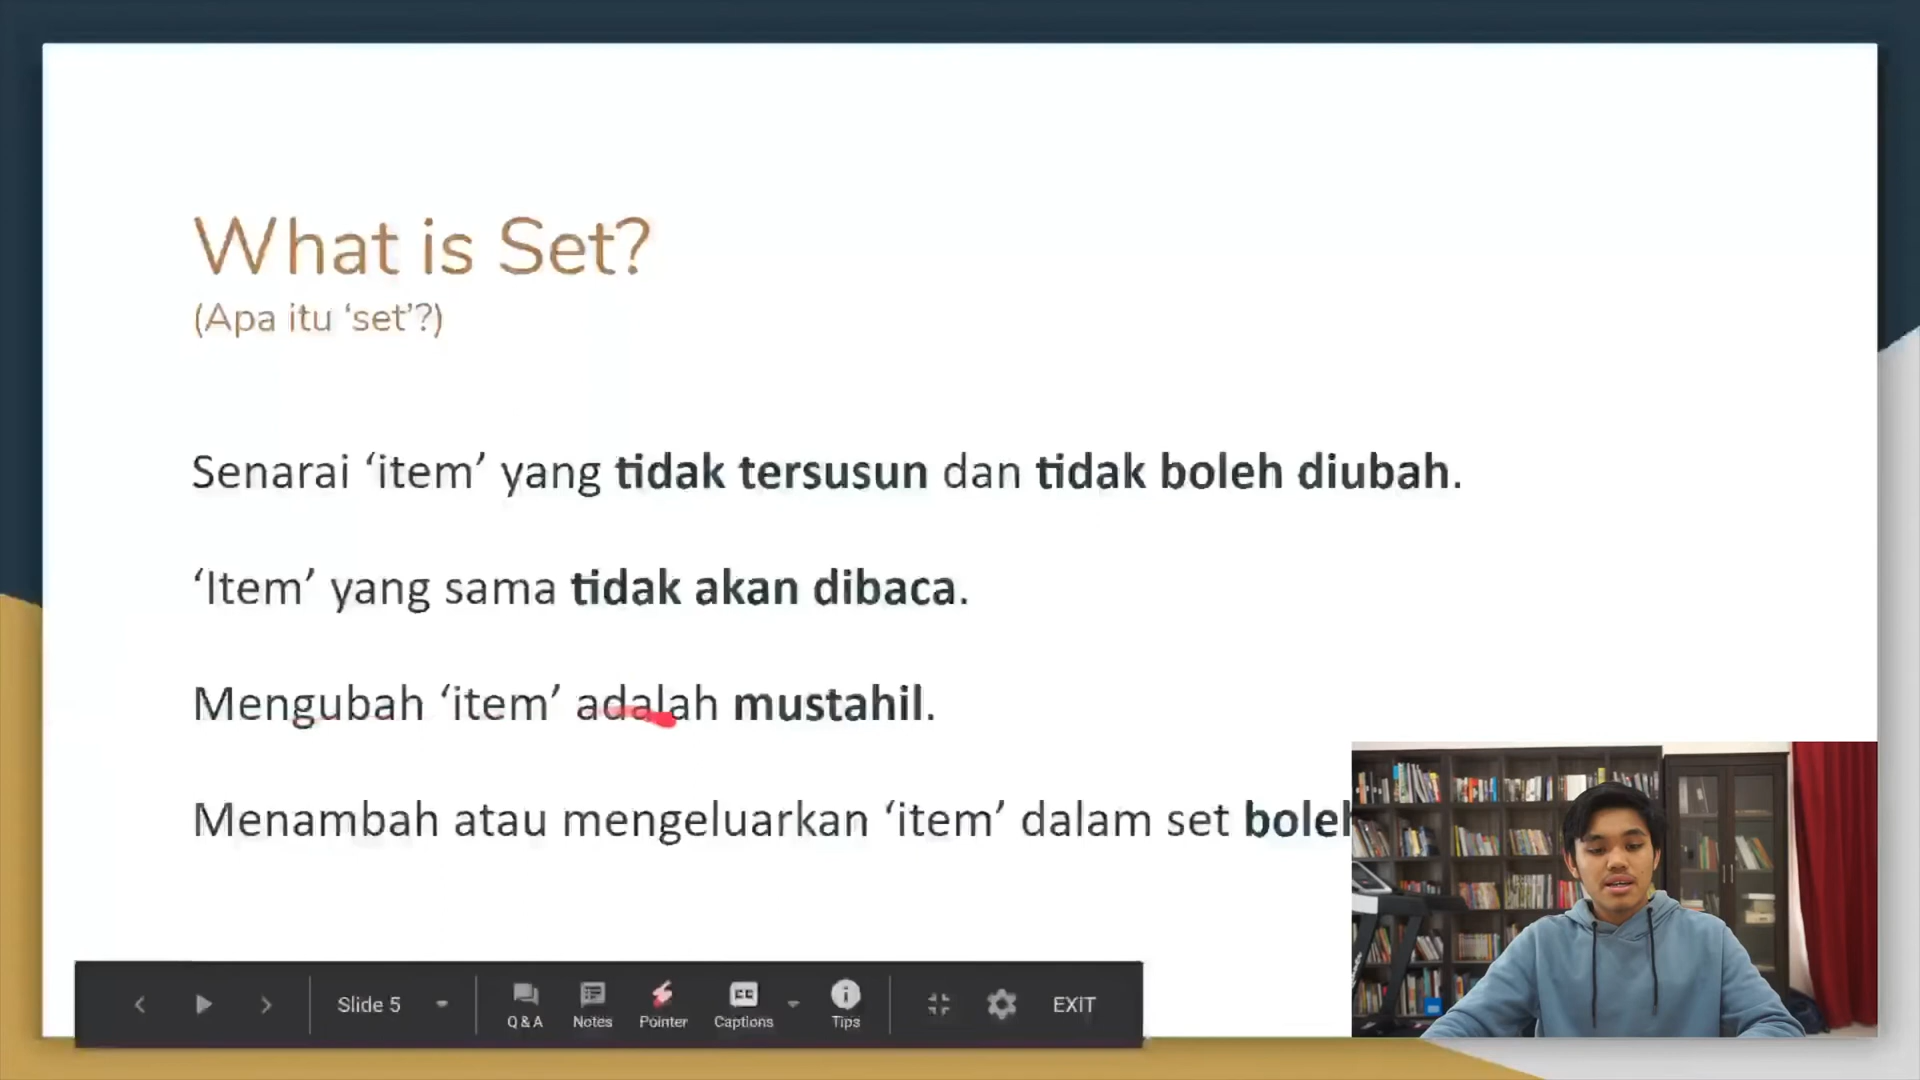 What is Set?
(Apa itu ‘set’?)
Senarai ‘item’ yang tidak tersusun dan tidak boleh diubah.
‘Item’ yang sama tidak akan dibaca.
Mengubah ‘item’ adalah mustahil.
Menambah atau mengeluarkan ‘item’ dalam set boleh
Slide 5 Q & A Notes Pointer Captions Tips EXIT